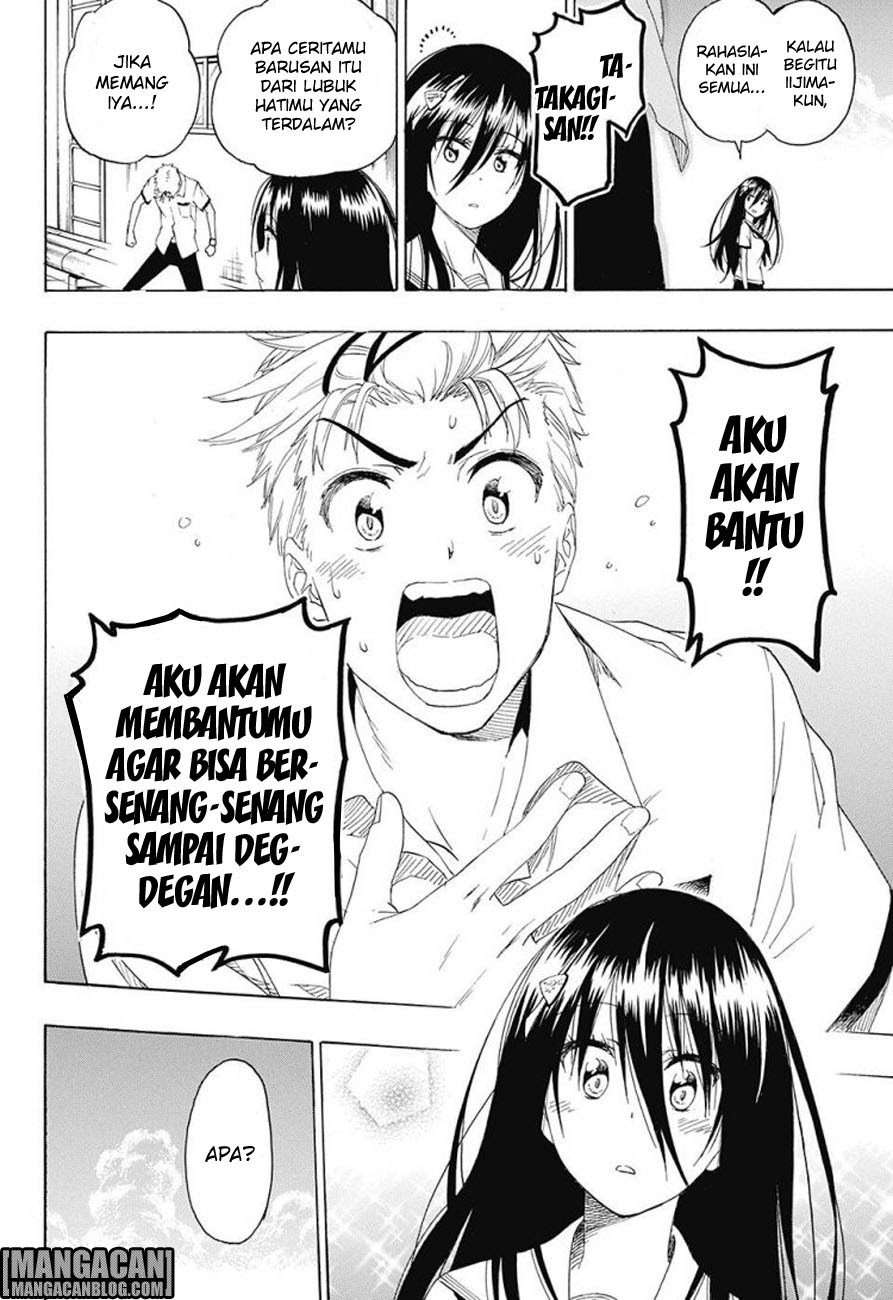 KALAU
BEGITU
IIJIMA-
KUN,
RAHASIA-
KAN INI
SEMUA...
TA-
TAKAGI-
SAN!!
APA CERITAMU
BARUSAN ITU
DARI LUBUK
HATIMU YANG
TERDALAM?
JIKA
MEMANG
IYA...!
AKU
AKAN
BANTU
!!
AKU AKAN
MEMBANTUMU
AGAR BISA BER-
SENANG-SENANG
SAMPAI DEG-
DEGAN...!!
APA?
[MANGACAN]
MANGACANBLOG.COM